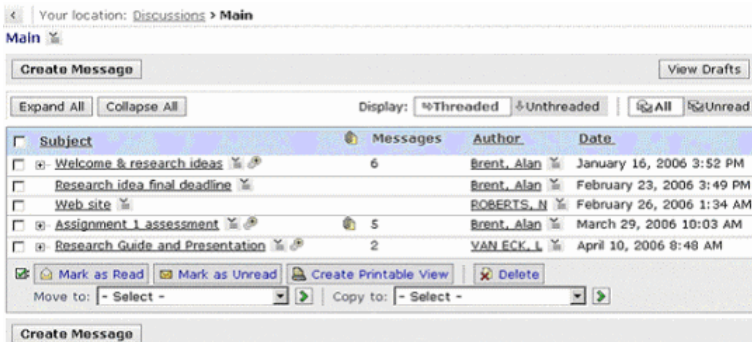 Your location: Discussions > Main
Main
Create Message View Drafts
Expand All Collapse All Display: Threaded Unthreaded All Unread
Subject Messages Author Date
Welcome & research ideas 6 Brent, Alan January 16, 2006 3:52 PM
Research idea final deadline Brent, Alan February 23, 2006 3:49 PM
Web site ROBERTS, N February 26, 2006 1:34 AM
Assignment 1 assessment 5 Brent, Alan March 29, 2006 10:03 AM
Research Guide and Presentation 2 VAN ECK, L April 10, 2006 8:48 AM
Mark as Read Mark as Unread Create Printable View Delete
Move to: - Select - Copy to: - Select -
Create Message